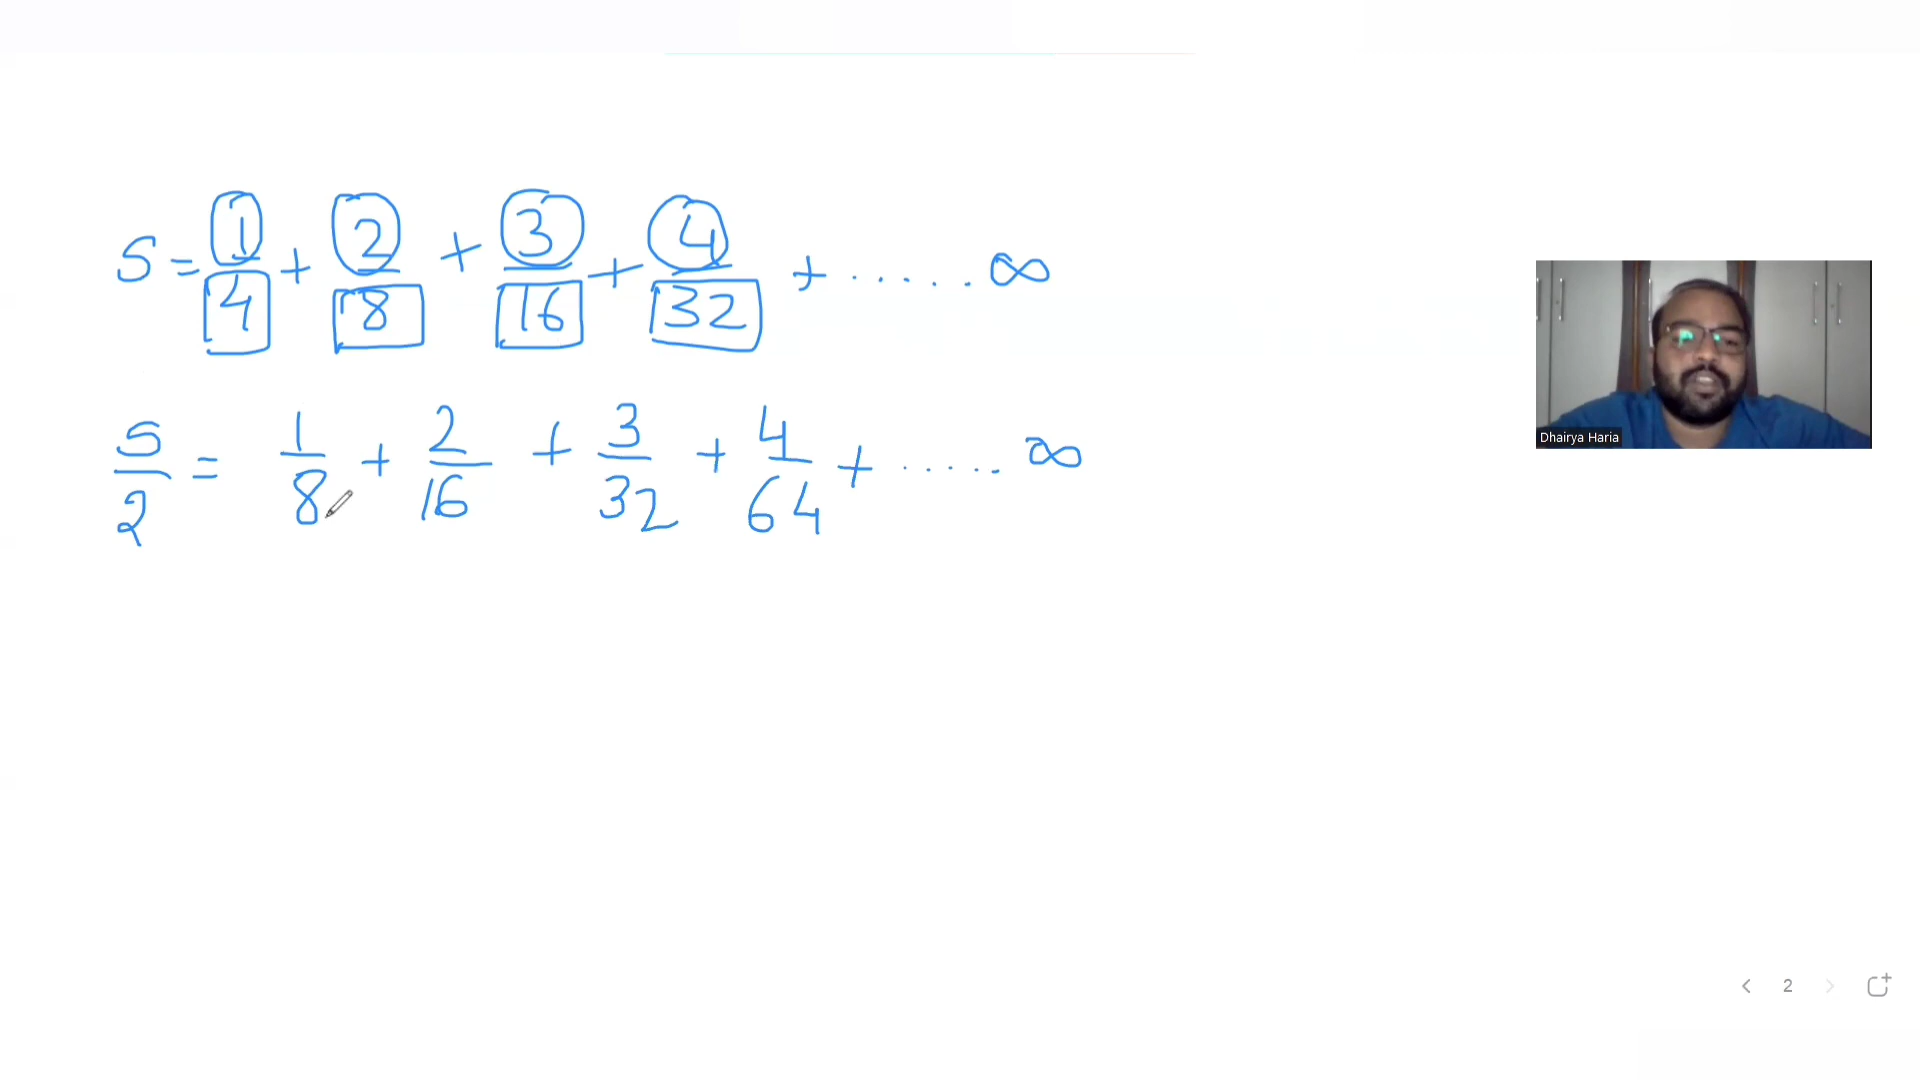 S = 1/4 + 2/8 + 3/16 + 4/32 + ..... ∞
Dhairya Haria
S/2 = 1/8 + 2/16 + 3/32 + 4/64 + ..... ∞
2